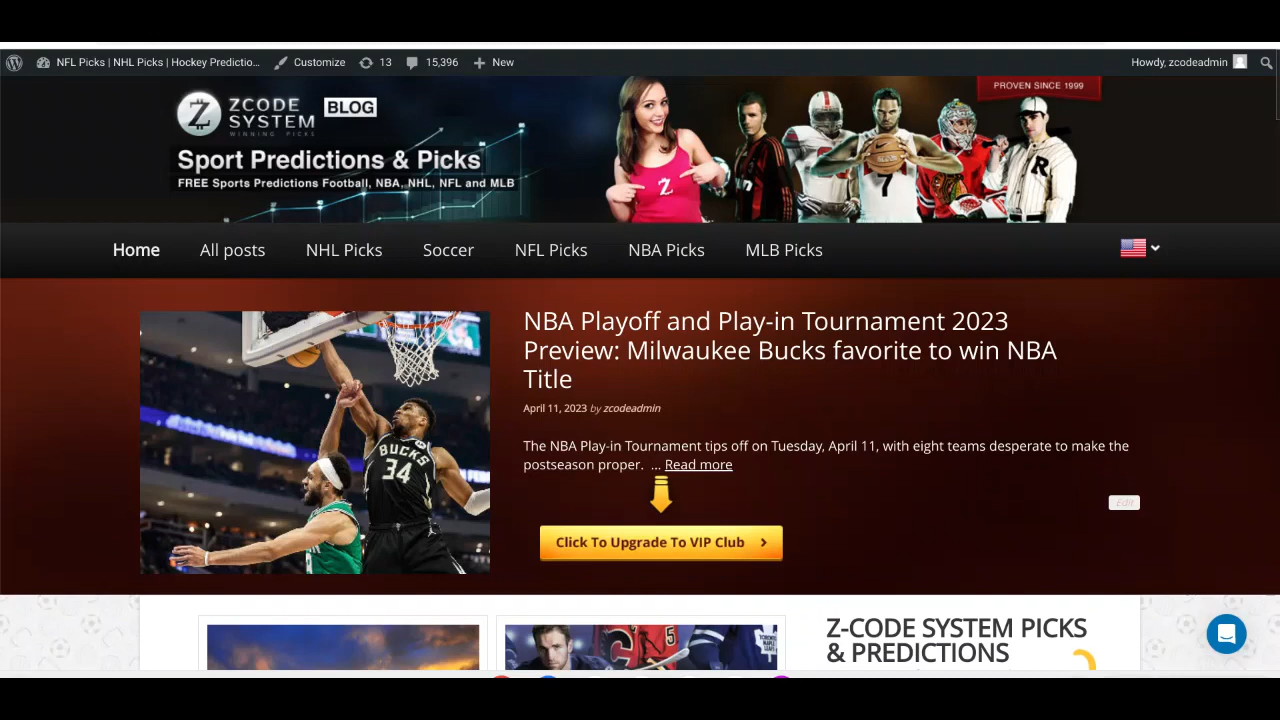 NFL Picks | NHL Picks | Hockey Predictio... Customize 13 15,396 New Howdy, zcodeadmin
PROVEN SINCE 1999
ZCODE
SYSTEM
BLOG
WINNING PICKS
Sport Predictions & Picks
FREE Sports Predictions Football, NBA, NHL, NFL and MLB
Z
7
R
Home All posts NHL Picks Soccer NFL Picks NBA Picks MLB Picks
NBA Playoff and Play-in Tournament 2023
Preview: Milwaukee Bucks favorite to win NBA
Title
April 11, 2023 by zcodeadmin
BUCKS
34
The NBA Play-in Tournament tips off on Tuesday, April 11, with eight teams desperate to make the
postseason proper. ... Read more
Edit
Click To Upgrade To VIP Club
Z-CODE SYSTEM PICKS
& PREDICTIONS